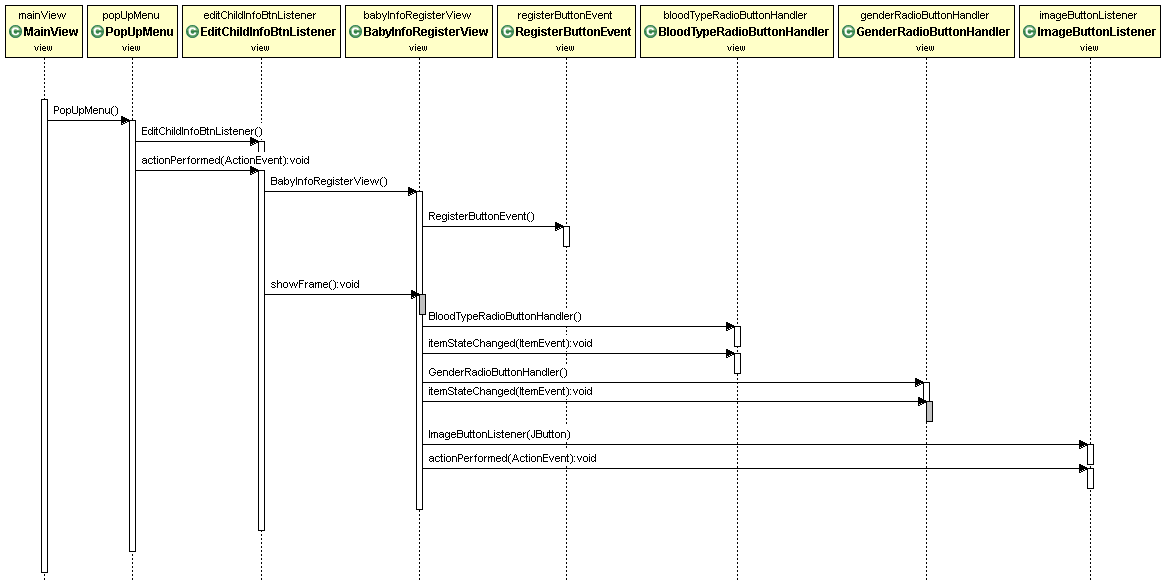 mainView
MainView
view
popUpMenu
PopUpMenu
view
editChildInfoBtnListener
EditChildInfoBtnListener
view
babyInfoRegisterView
BabyInfoRegisterView
view
registerButtonEvent
RegisterButtonEvent
view
bloodTypeRadioButtonHandler
BloodTypeRadioButtonHandler
view
genderRadioButtonHandler
GenderRadioButtonHandler
view
imageButtonListener
ImageButtonListener
view
PopUpMenu()
EditChildInfoBtnListener()
actionPerformed(ActionEvent):void
BabyInfoRegisterView()
RegisterButtonEvent()
showFrame():void
BloodTypeRadioButtonHandler()
itemStateChanged(ItemEvent):void
GenderRadioButtonHandler()
itemStateChanged(ItemEvent):void
ImageButtonListener(JButton)
actionPerformed(ActionEvent):void